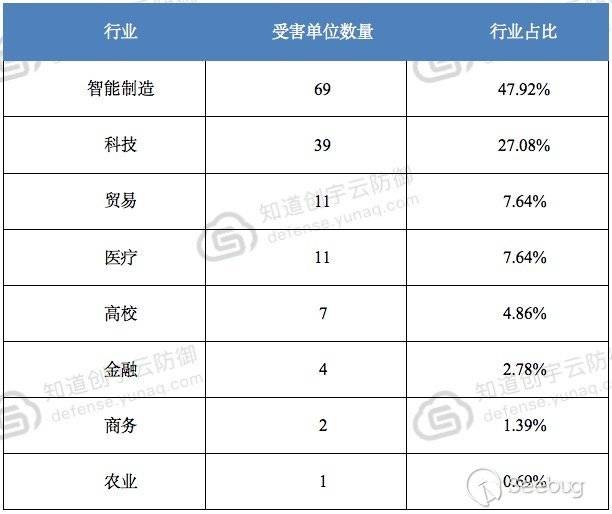 行业 受害单位数量 行业占比
智能制造 69 47.92%
科技 39 27.08%
贸易 11 7.64%
医疗 11 7.64%
高校 7 4.86%
金融 4 2.78%
商务 2 1.39%
农业 1 0.69%
知道创宇云防御
defense.yunaq.com
知道创宇云防御
defense.yunaq.com
知道创宇云防御
defense.yunaq.com
Seebug